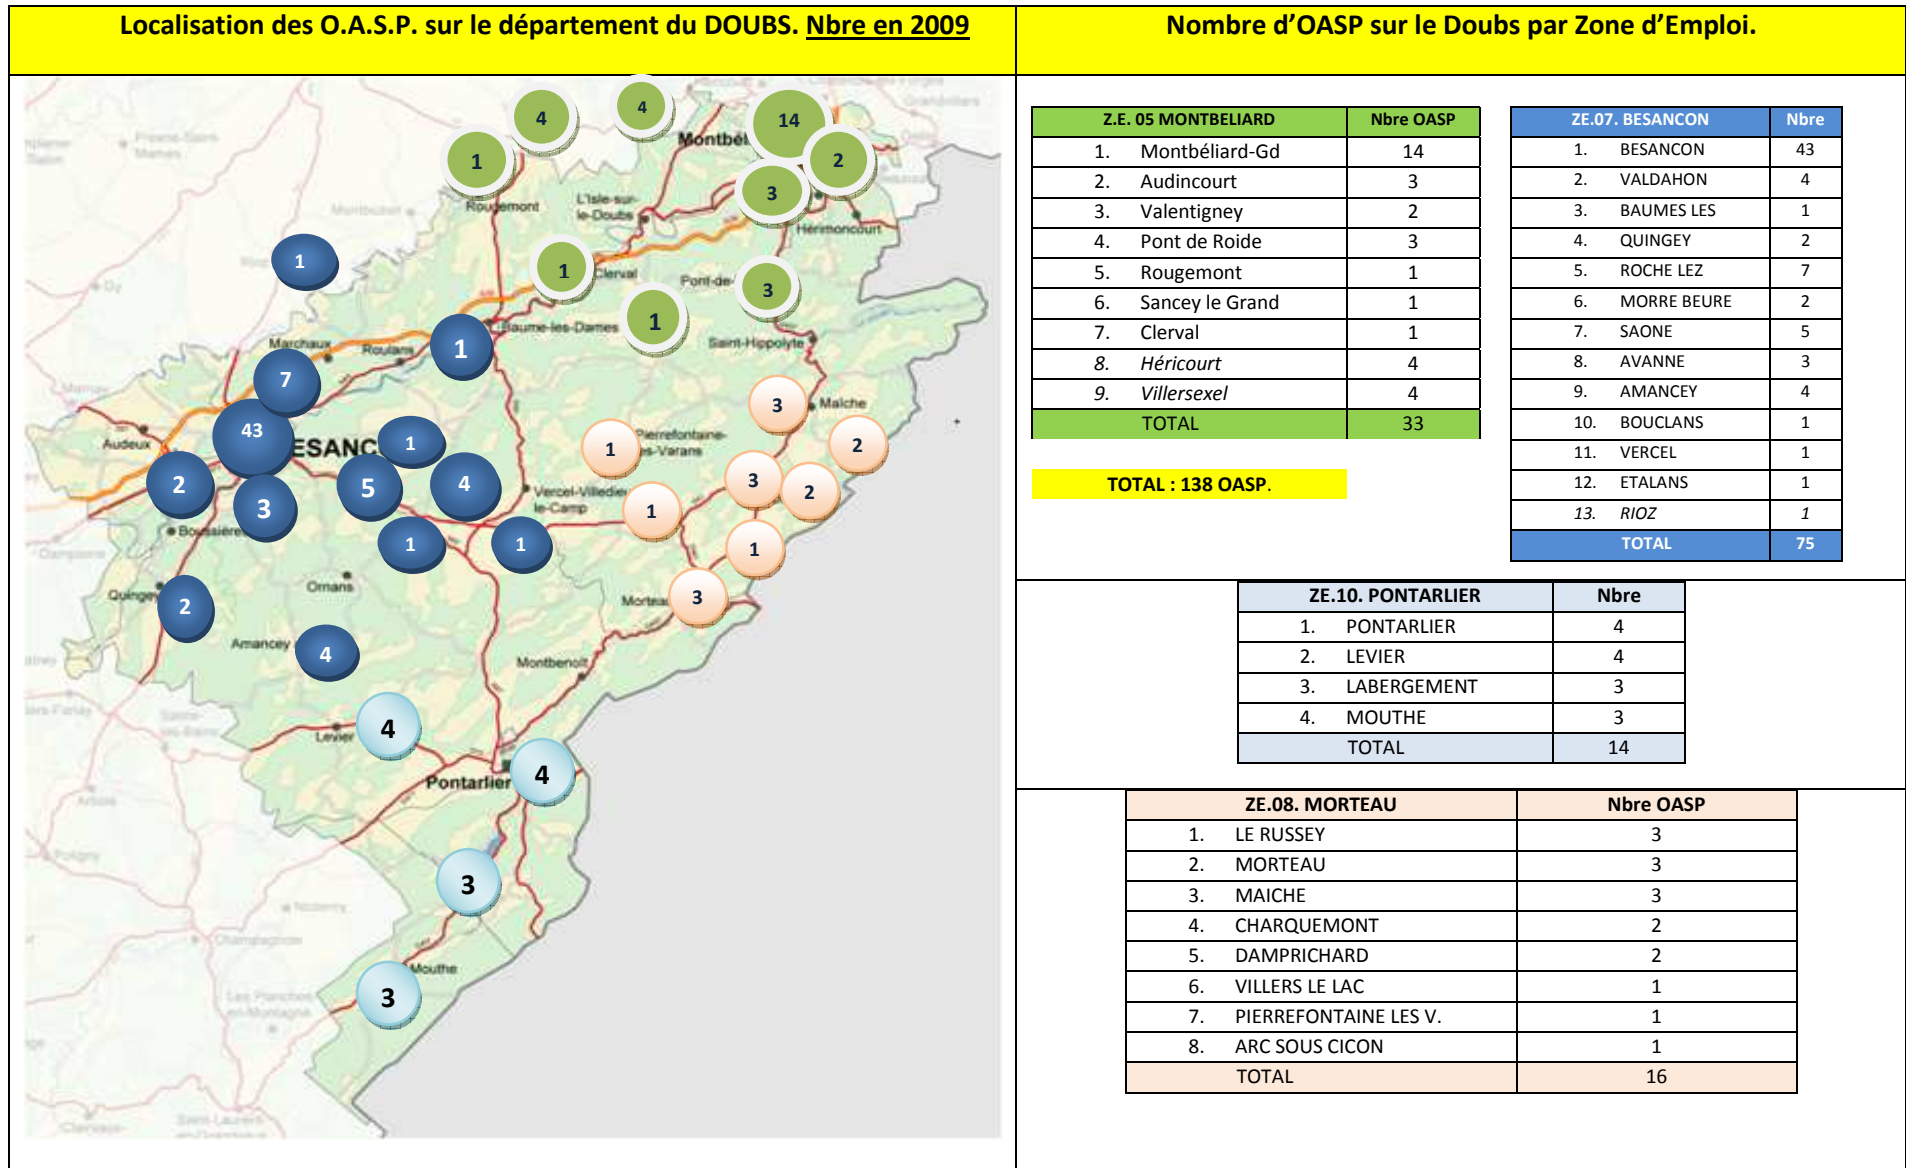 Localisation des O.A.S.P. sur le département du DOUBS. Nbre en 2009
4
4
14
Montbél
1
2
3
Rougemont
L'Isle-sur-
le-Doubs
Hérimoncourt
1
1
Clerval
Pont-de-
3
1
Baume-les-Dames
Saint-Hippolyte
Marchaux
Roulans
1
7
3
Maîche
Audeux
43
ESANC
1
Pierrefontaine-
es-Varans
1
2
2
5
4
3
2
3
Vercel-Villedieu
le-Camp
1
Boussières
1
1
1
Ornans
Quingey
2
Morteau
3
Amancey
4
Montbenoît
4
Levier
4
Pontarlier
3
Mouthe
3
Nombre d'OASP sur le Doubs par Zone d'Emploi.
Z.E. 05 MONTBELIARD Nbre OASP
1. Montbéliard-Gd 14
2. Audincourt 3
3. Valentigney 2
4. Pont de Roide 3
5. Rougemont 1
6. Sancey le Grand 1
7. Clerval 1
8. Héricourt 4
9. Villersexel 4
TOTAL 33
TOTAL : 138 OASP.
ZE.07. BESANCON Nbre
1. BESANCON 43
2. VALDAHON 4
3. BAUMES LES 1
4. QUINGEY 2
5. ROCHE LEZ 7
6. MORRE BEURE 2
7. SAONE 5
8. AVANNE 3
9. AMANCEY 4
10. BOUCLANS 1
11. VERCEL 1
12. ETALANS 1
13. RIOZ 1
TOTAL 75
ZE.10. PONTARLIER Nbre
1. PONTARLIER 4
2. LEVIER 4
3. LABERGEMENT 3
4. MOUTHE 3
TOTAL 14
ZE.08. MORTEAU Nbre OASP
1. LE RUSSEY 3
2. MORTEAU 3
3. MAICHE 3
4. CHARQUEMONT 2
5. DAMPRICHARD 2
6. VILLERS LE LAC 1
7. PIERREFONTAINE LES V. 1
8. ARC SOUS CICON 1
TOTAL 16